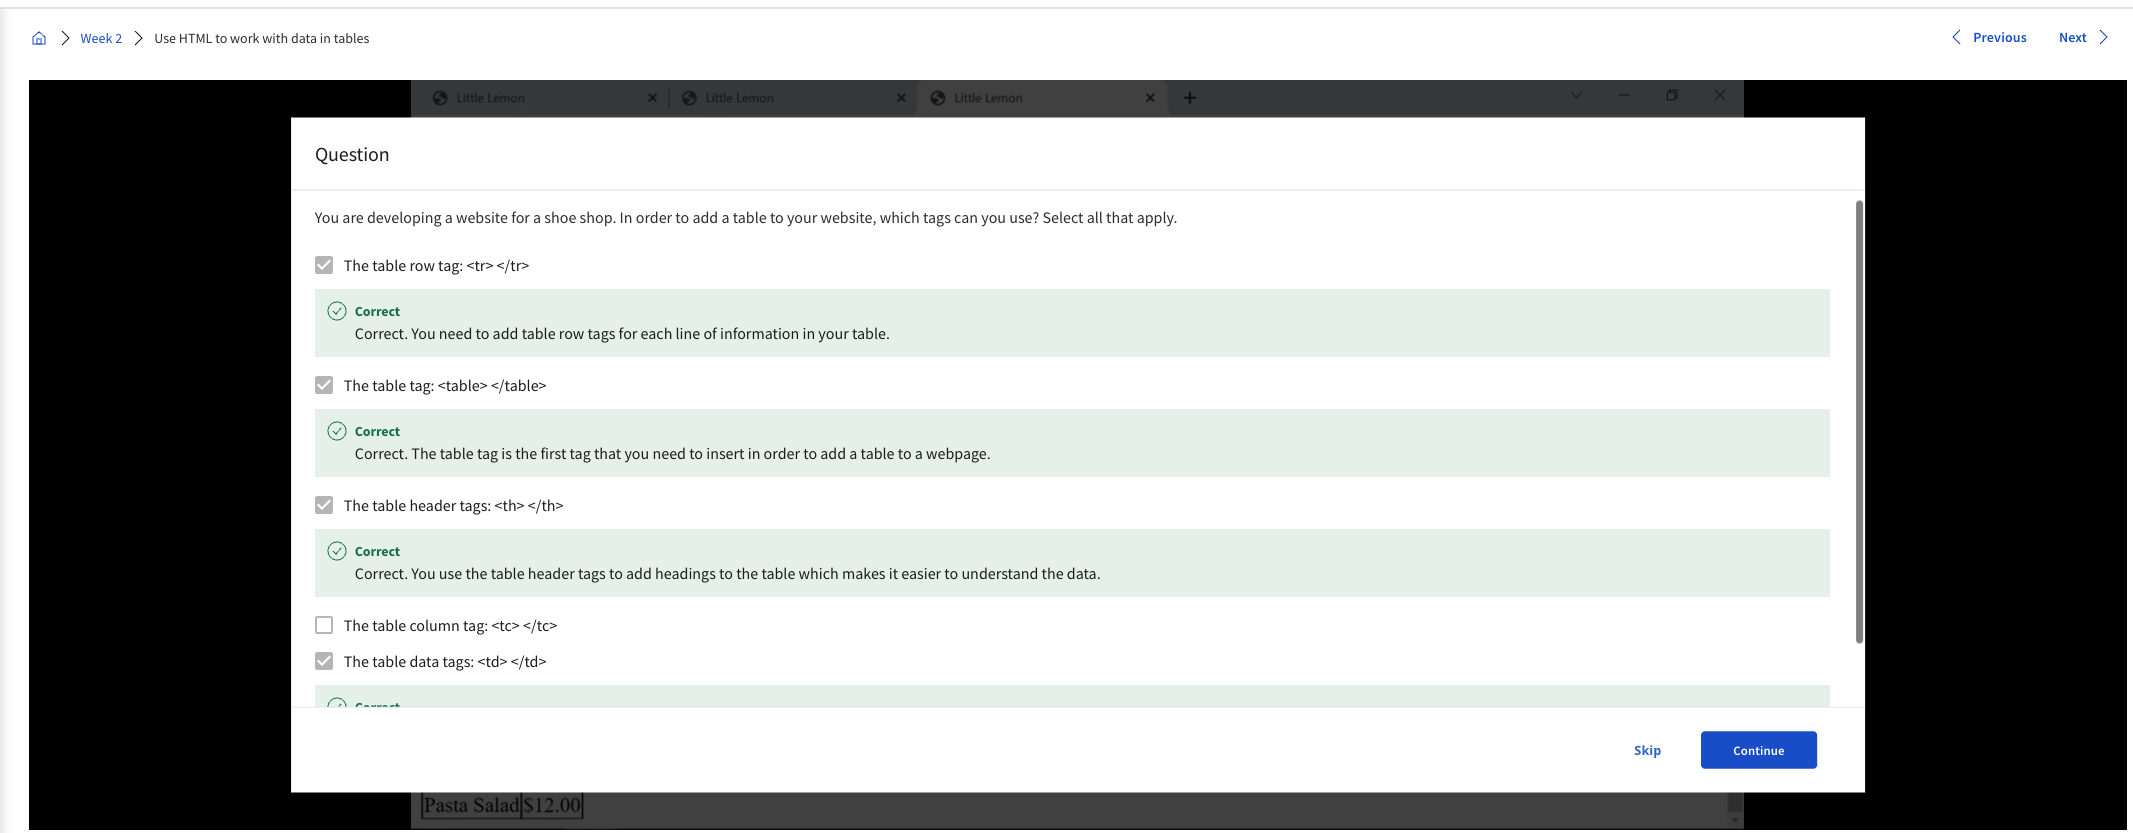 Week 2
Use HTML to work with data in tables
Previous
Next
Little Lemon
Little Lemon
Little Lemon
Question
You are developing a website for a shoe shop. In order to add a table to your website, which tags can you use? Select all that apply.
The table row tag: <tr> </tr>
Correct
Correct. You need to add table row tags for each line of information in your table.
The table tag: <table> </table>
Correct
Correct. The table tag is the first tag that you need to insert in order to add a table to a webpage.
The table header tags: <th> </th>
Correct
Correct. You use the table header tags to add headings to the table which makes it easier to understand the data.
The table column tag: <tc> </tc>
The table data tags: <td> </td>
Correct
Skip
Continue
Pasta Salad $12.00